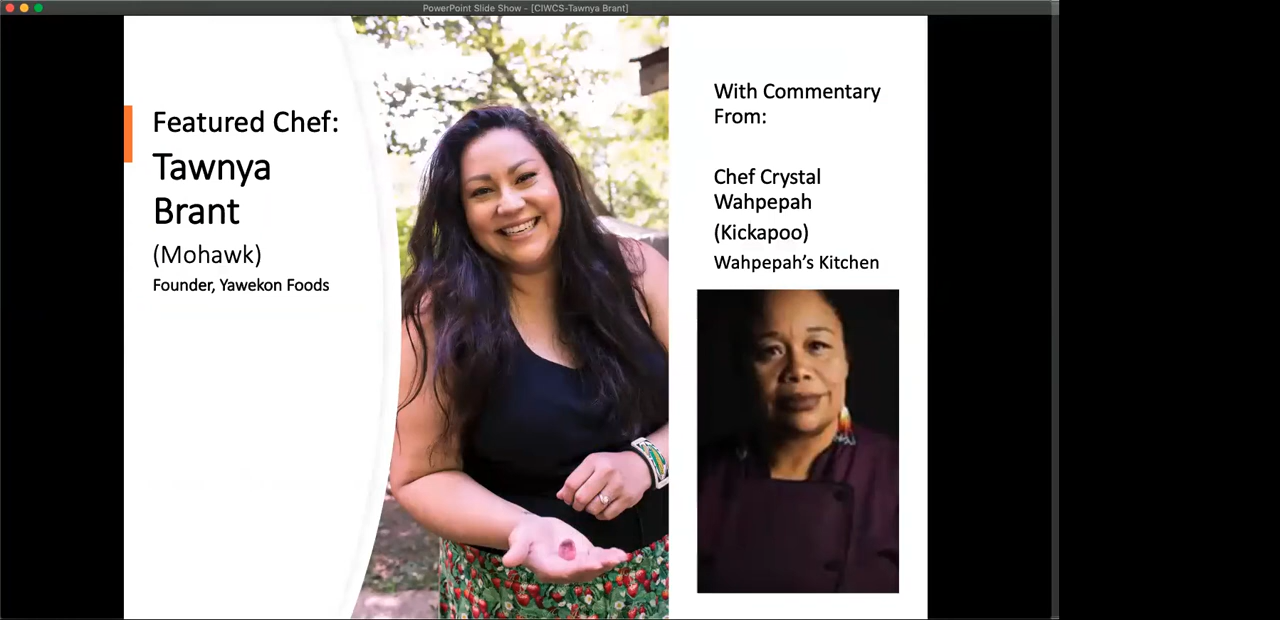 PowerPoint Slide Show - [CIWCS-Tawnya Brant]
Featured Chef:
Tawnya
Brant
(Mohawk)
Founder, Yawekon Foods
With Commentary
From:
Chef Crystal
Wahpepah
(Kickapoo)
Wahpepah’s Kitchen